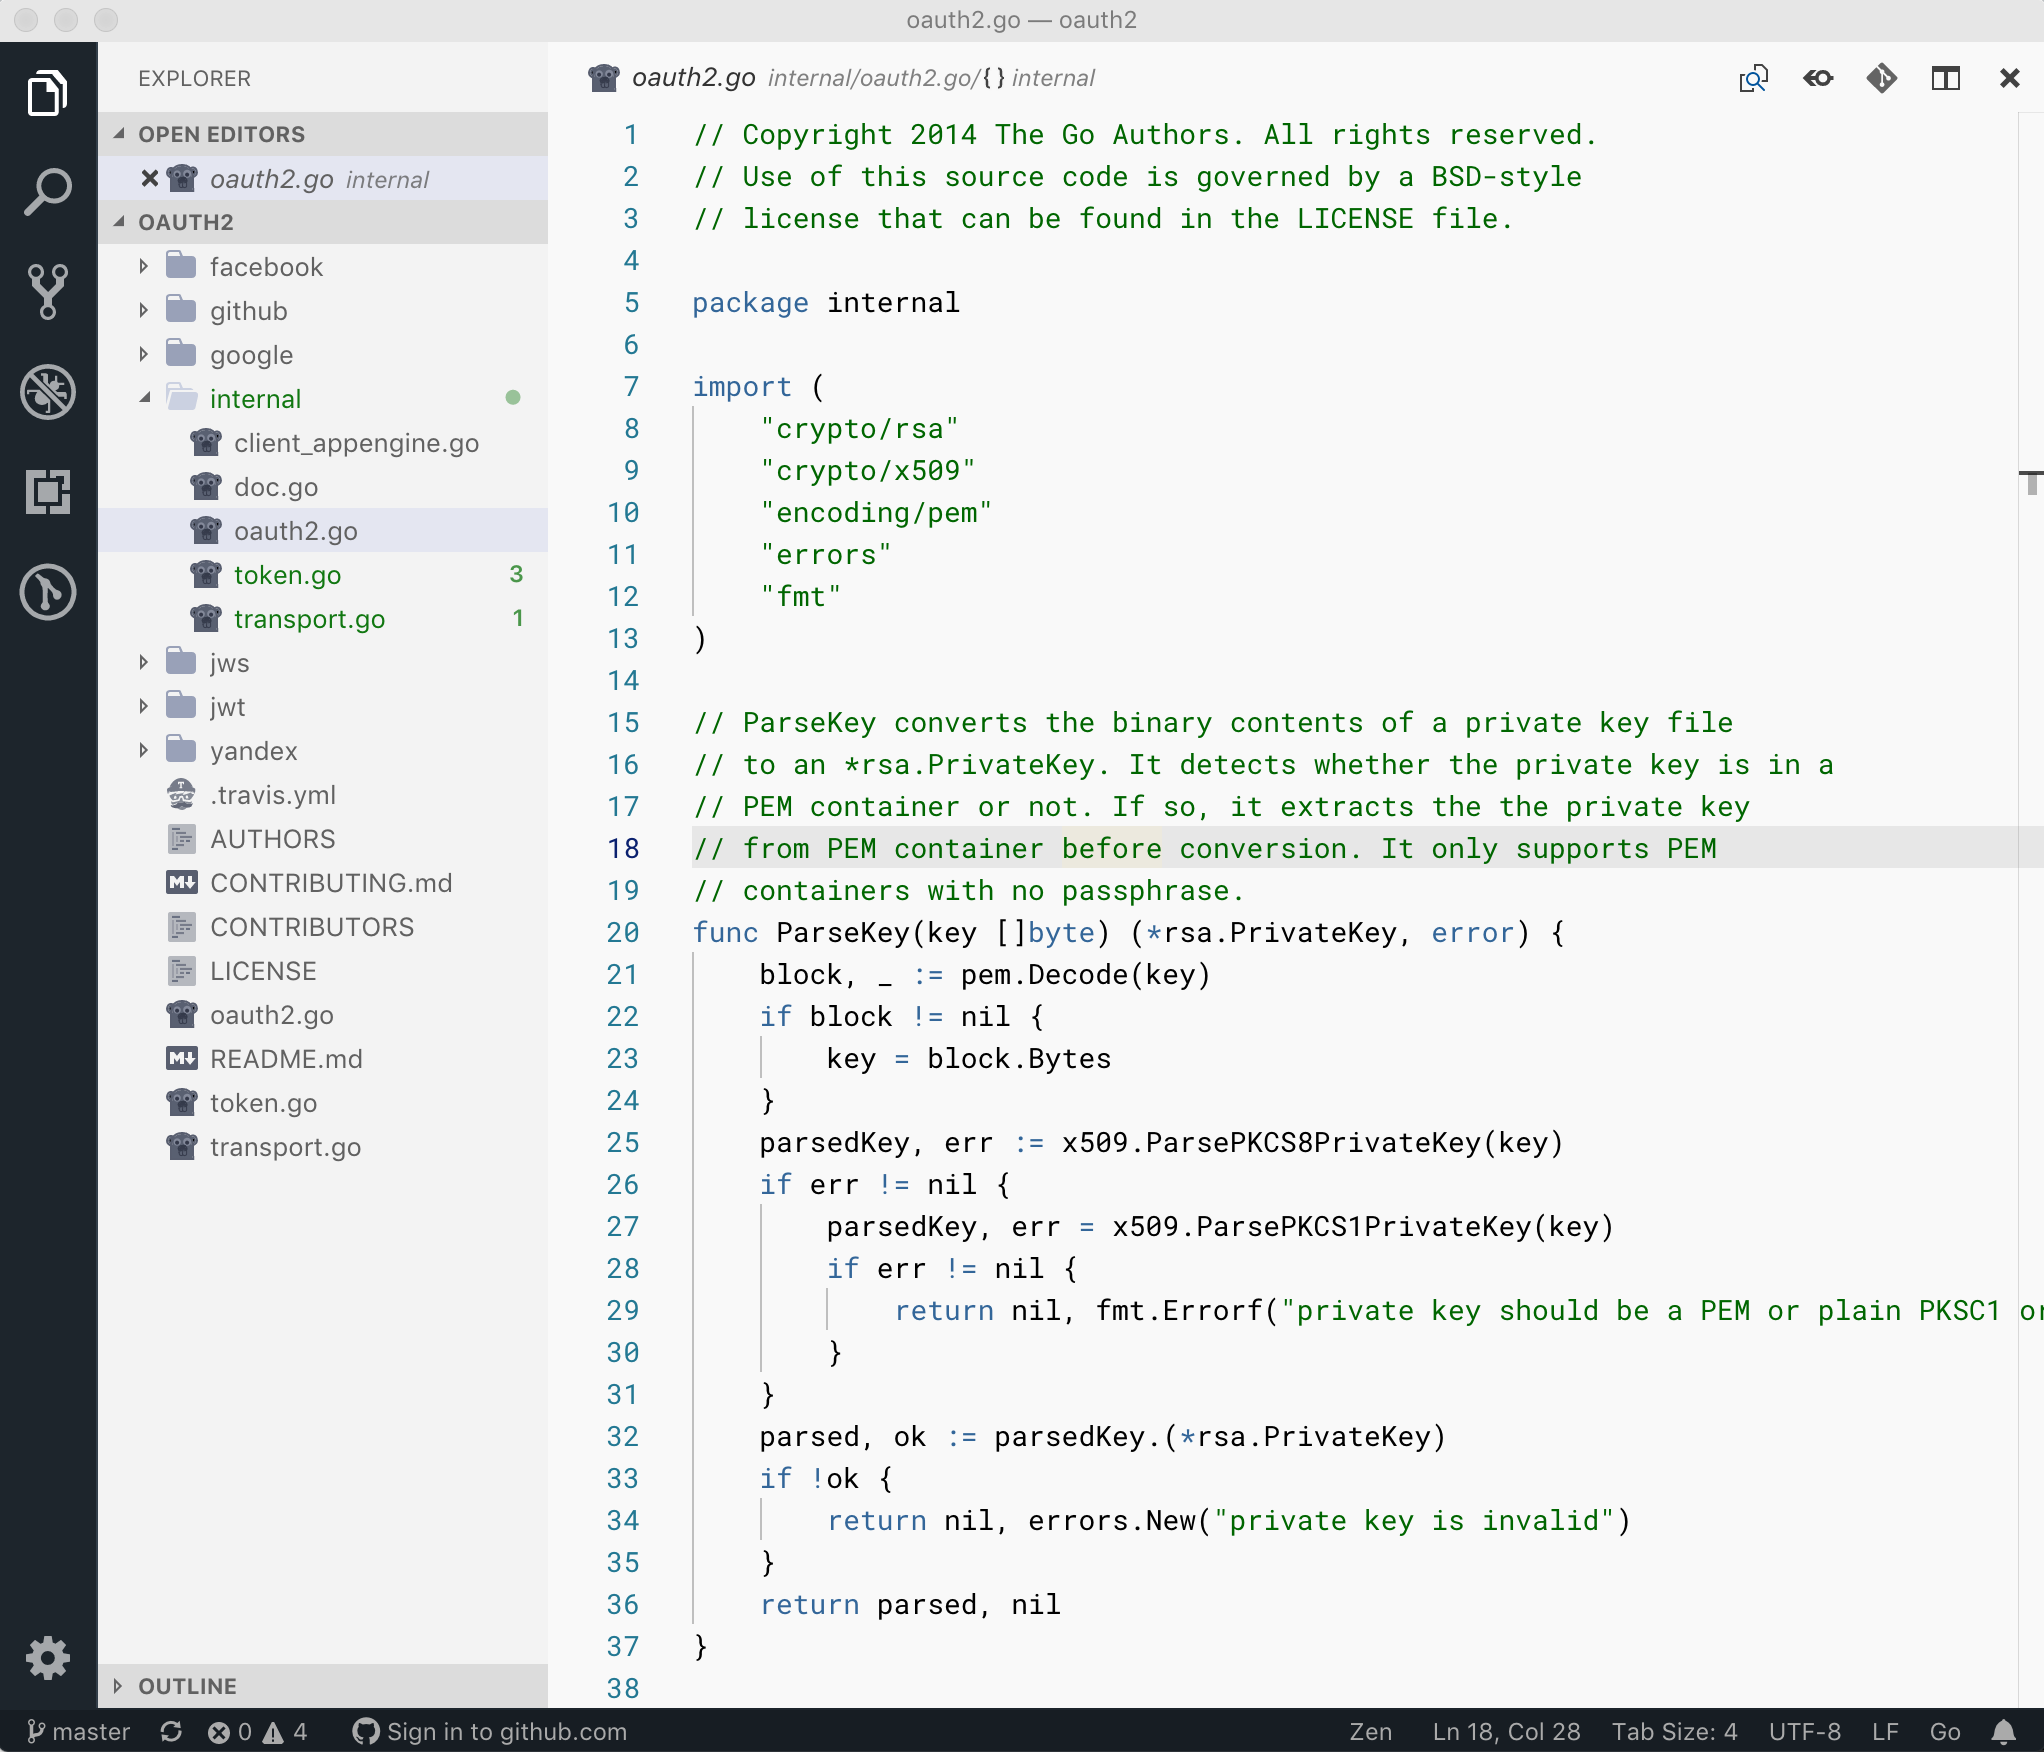 oauth2.go — oauth2
EXPLORER
OPEN EDITORS
oauth2.go internal
OAUTH2
facebook
github
google
internal
client_appengine.go
doc.go
oauth2.go
token.go 3
transport.go 1
jws
jwt
yandex
.travis.yml
AUTHORS
CONTRIBUTING.md
CONTRIBUTORS
LICENSE
oauth2.go
README.md
token.go
transport.go
OUTLINE
oauth2.go internal/oauth2.go/{} internal
1 // Copyright 2014 The Go Authors. All rights reserved.
2 // Use of this source code is governed by a BSD-style
3 // license that can be found in the LICENSE file.
4
5 package internal
6
7 import (
8 "crypto/rsa"
9 "crypto/x509"
10 "encoding/pem"
11 "errors"
12 "fmt"
13 )
14
15 // ParseKey converts the binary contents of a private key file
16 // to an *rsa.PrivateKey. It detects whether the private key is in a
17 // PEM container or not. If so, it extracts the the private key
18 // from PEM container before conversion. It only supports PEM
19 // containers with no passphrase.
20 func ParseKey(key []byte) (*rsa.PrivateKey, error) {
21 block, _ := pem.Decode(key)
22 if block != nil {
23 key = block.Bytes
24 }
25 parsedKey, err := x509.ParsePKCS8PrivateKey(key)
26 if err != nil {
27 parsedKey, err = x509.ParsePKCS1PrivateKey(key)
28 if err != nil {
29 return nil, fmt.Errorf("private key should be a PEM or plain PKSC1 or
30 }
31 }
32 parsed, ok := parsedKey.(*rsa.PrivateKey)
33 if !ok {
34 return nil, errors.New("private key is invalid")
35 }
36 return parsed, nil
37 }
38
master 0 4 Sign in to github.com Zen Ln 18, Col 28 Tab Size: 4 UTF-8 LF Go